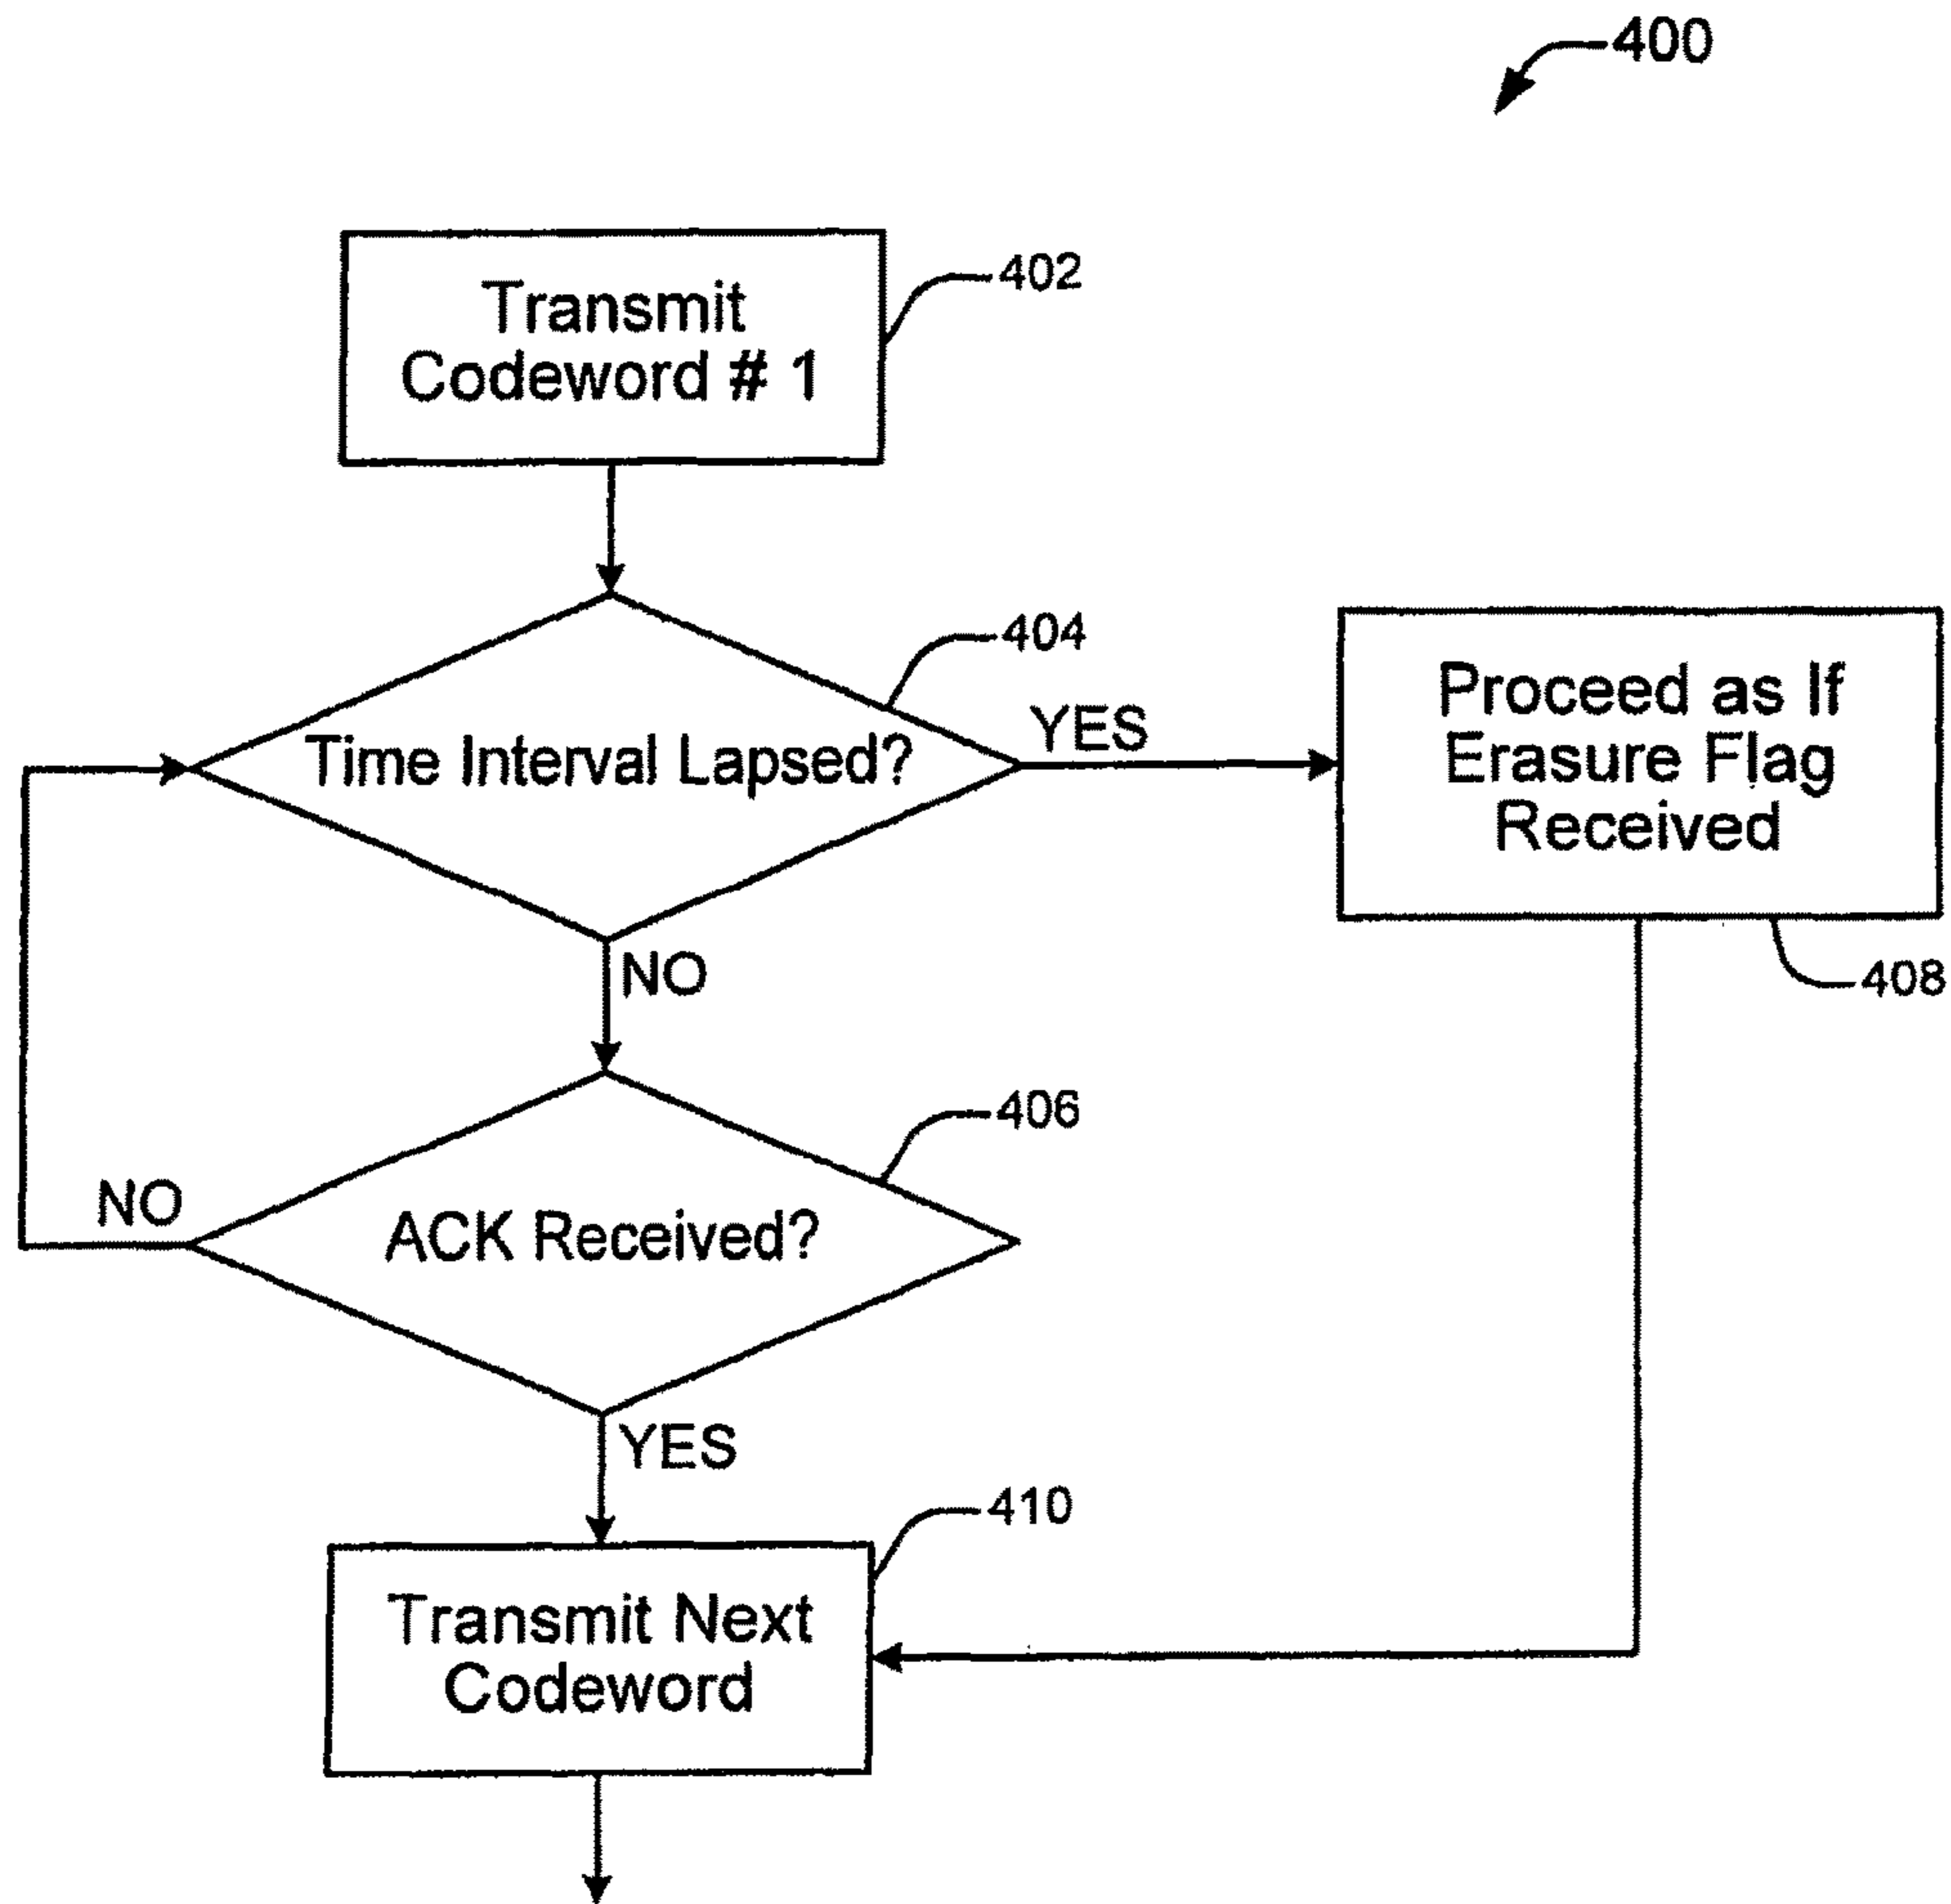 400
Transmit
Codeword # 1
402
404
Time Interval Lapsed?
YES
Proceed as If
Erasure Flag
Received
408
NO
406
ACK Received?
NO
YES
410
Transmit Next
Codeword